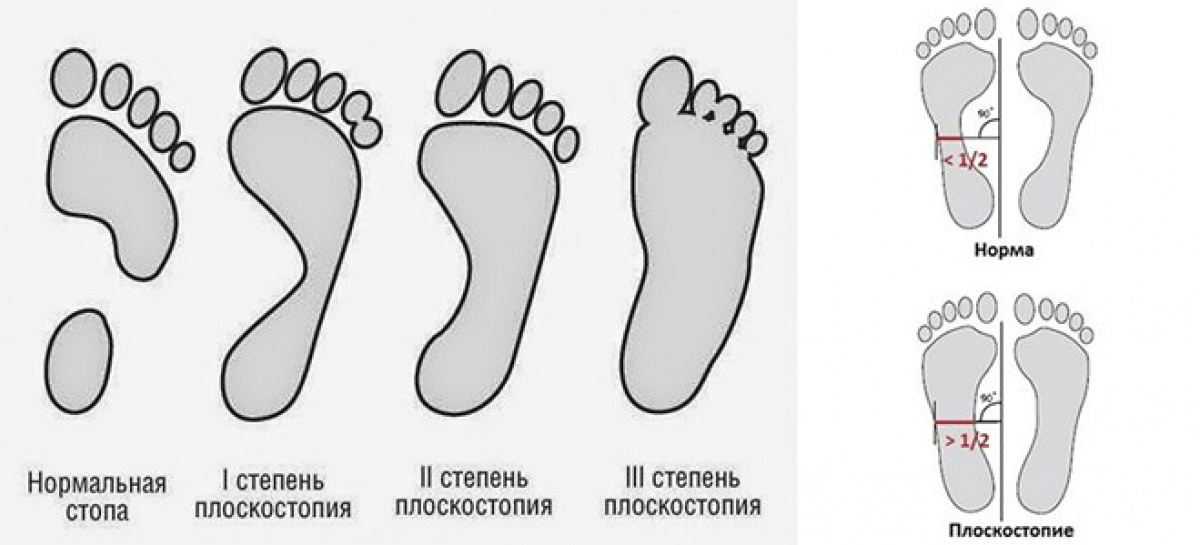 Нормальная
стопа
I степень
плоскостопия
II степень
плоскостопия
III степень
плоскостопия
90°
< 1/2
Норма
90°
> 1/2
Плоскостопие